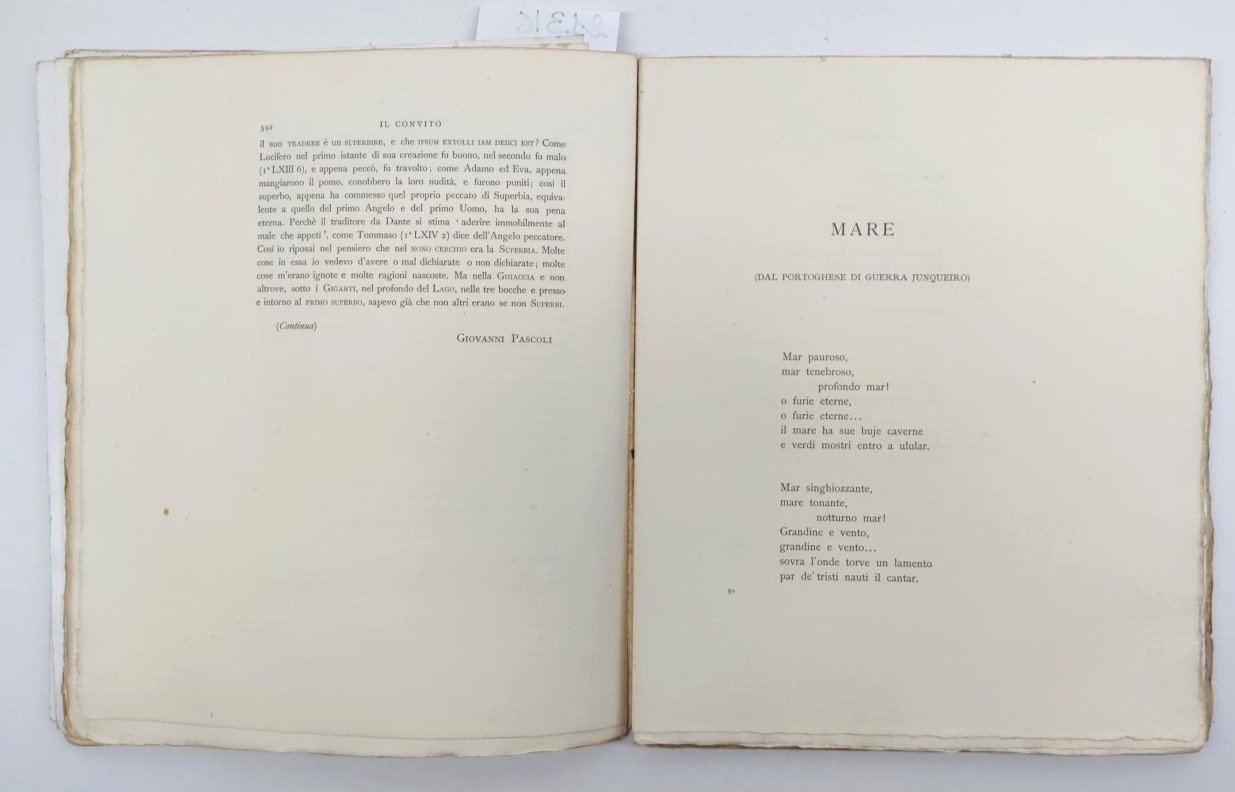 392
IL CONVITO
il suo TRADERE è un SUPERBIRE, e che IPSUM EXTOLLI IAM DEIICI EST? Come
Lucifero nel primo istante di sua creazione fu buono, nel secondo fu malo
(1ª LXIII 6), e appena peccò, fu travolto; come Adamo ed Eva, appena
mangiarono il pomo, conobbero la loro nudità, e furono puniti; così il
superbo, appena ha commesso quel proprio peccato di Superbia, equiva-
lente a quello del primo Angelo e del primo Uomo, ha la sua pena
eterna. Perchè il traditore da Dante si stima ‘ aderire immobilmente al
male che appetì ’, come Tommaso (1ª LXIV 2) dice dell'Angelo peccatore.
Così io riposai nel pensiero che nel NONO CERCHIO era la SUPERBIA. Molte
cose in essa io vedevo d'avere o mal dichiarate o non dichiarate; molte
cose m'erano ignote e molte ragioni nascoste. Ma nella GHIACCIA e non
altrove, sotto i GIGANTI, nel profondo del LAGO, nelle tre bocche e presso
e intorno al PRIMO SUPERBO, sapevo già che non altri erano se non SUPERBI.
(Continua)
GIOVANNI PASCOLI
MARE
(DAL PORTOGHESE DI GUERRA JUNQUEIRO)
Mar pauroso,
mar tenebroso,
profondo mar!
o furie eterne,
o furie eterne...
il mare ha sue buje caverne
e verdi mostri entro a ulular.
Mar singhiozzante,
mare tonante,
notturno mar!
Grandine e vento,
grandine e vento...
sovra l'onde torve un lamento
par de' tristi nauti il cantar.
50